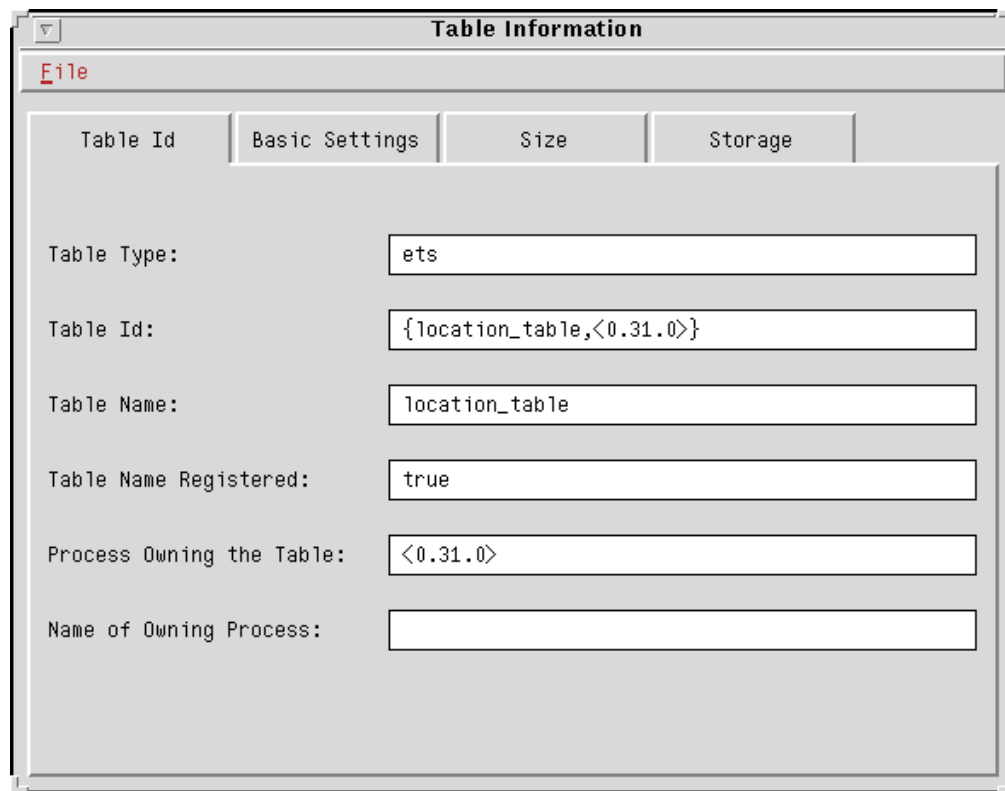 Table Information
File
Table Id Basic Settings Size Storage
Table Type: ets
Table Id: {location_table,<0.31.0>}
Table Name: location_table
Table Name Registered: true
Process Owning the Table: <0.31.0>
Name of Owning Process: